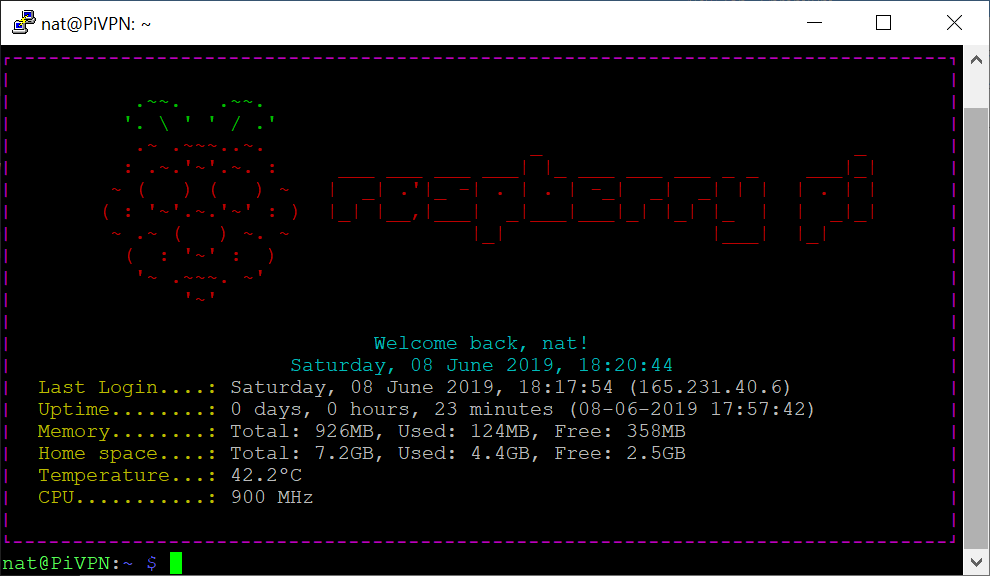 nat@PiVPN: ~
raspberry pi
Welcome back, nat!
Saturday, 08 June 2019, 18:20:44
Last Login....: Saturday, 08 June 2019, 18:17:54 (165.231.40.6)
Uptime........: 0 days, 0 hours, 23 minutes (08-06-2019 17:57:42)
Memory........: Total: 926MB, Used: 124MB, Free: 358MB
Home space....: Total: 7.2GB, Used: 4.4GB, Free: 2.5GB
Temperature...: 42.2ºC
CPU...........: 900 MHz
nat@PiVPN:~ $